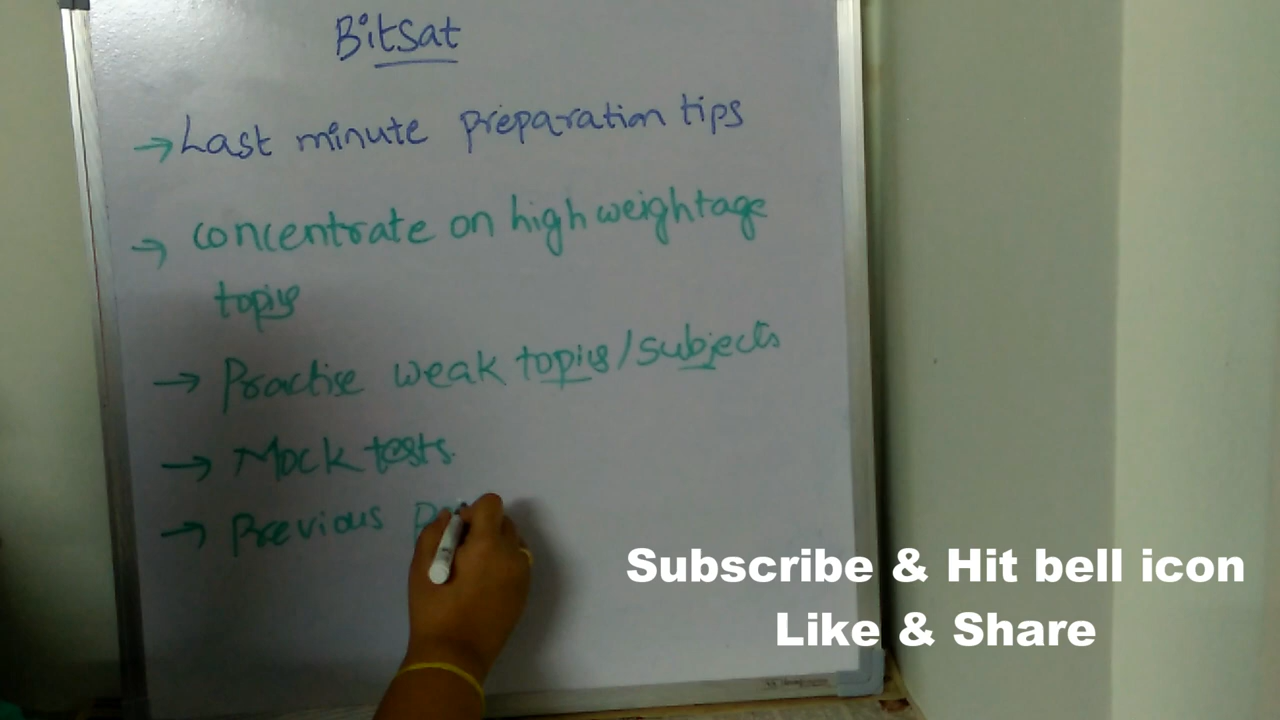 Bitsat
→ Last minute preparation tips
→ concentrate on high weightage
topics
→ Practise weak topics/subjects
→ Mock tests.
→ Previous
Subscribe & Hit bell icon
Like & Share